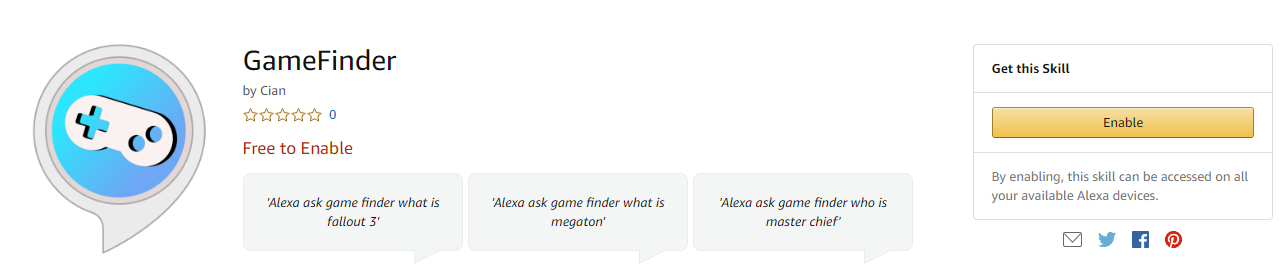 GameFinder
by Cian
0
Free to Enable
'Alexa ask game finder what is
fallout 3'
'Alexa ask game finder what is
megaton'
'Alexa ask game finder who is
master chief'
Get this Skill
Enable
By enabling, this skill can be accessed on all
your available Alexa devices.